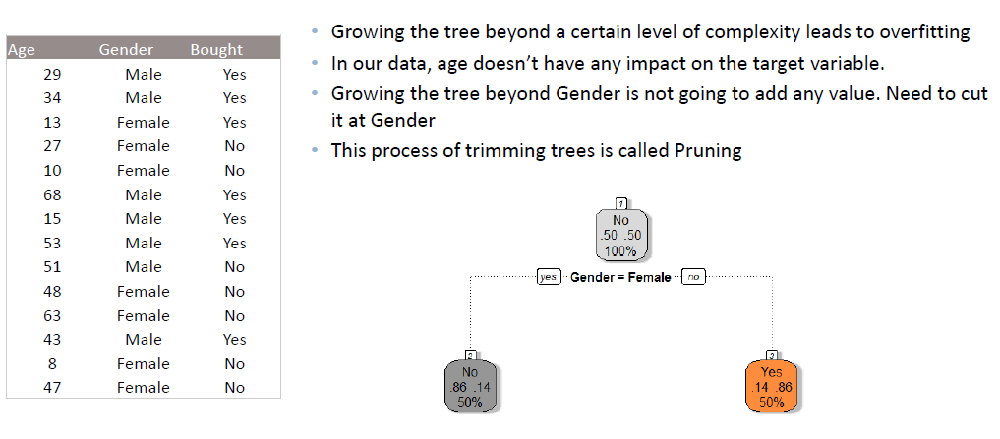 Age Gender Bought
29 Male Yes
34 Male Yes
13 Female Yes
27 Female No
10 Female No
68 Male Yes
15 Male Yes
53 Male Yes
51 Male No
48 Female No
63 Female No
43 Male Yes
8 Female No
47 Female No
• Growing the tree beyond a certain level of complexity leads to overfitting
• In our data, age doesn’t have any impact on the target variable.
• Growing the tree beyond Gender is not going to add any value. Need to cut
it at Gender
• This process of trimming trees is called Pruning
1
No
.50 .50
100%
yes Gender = Female no
2
No
.86 .14
50%
3
Yes
.14 .86
50%